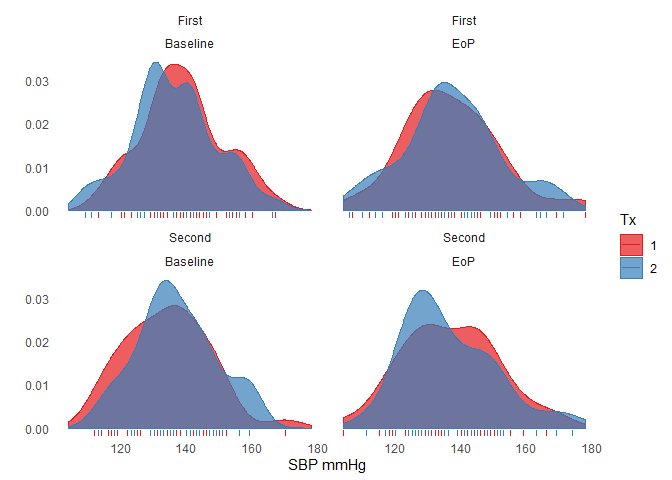 First
First
Baseline
EoP
0.03
0.02
0.01
0.00
Second
Second
Baseline
EoP
0.03
0.02
0.01
0.00
120 140 160 180 120 140 160 180
SBP mmHg
Tx
1
2